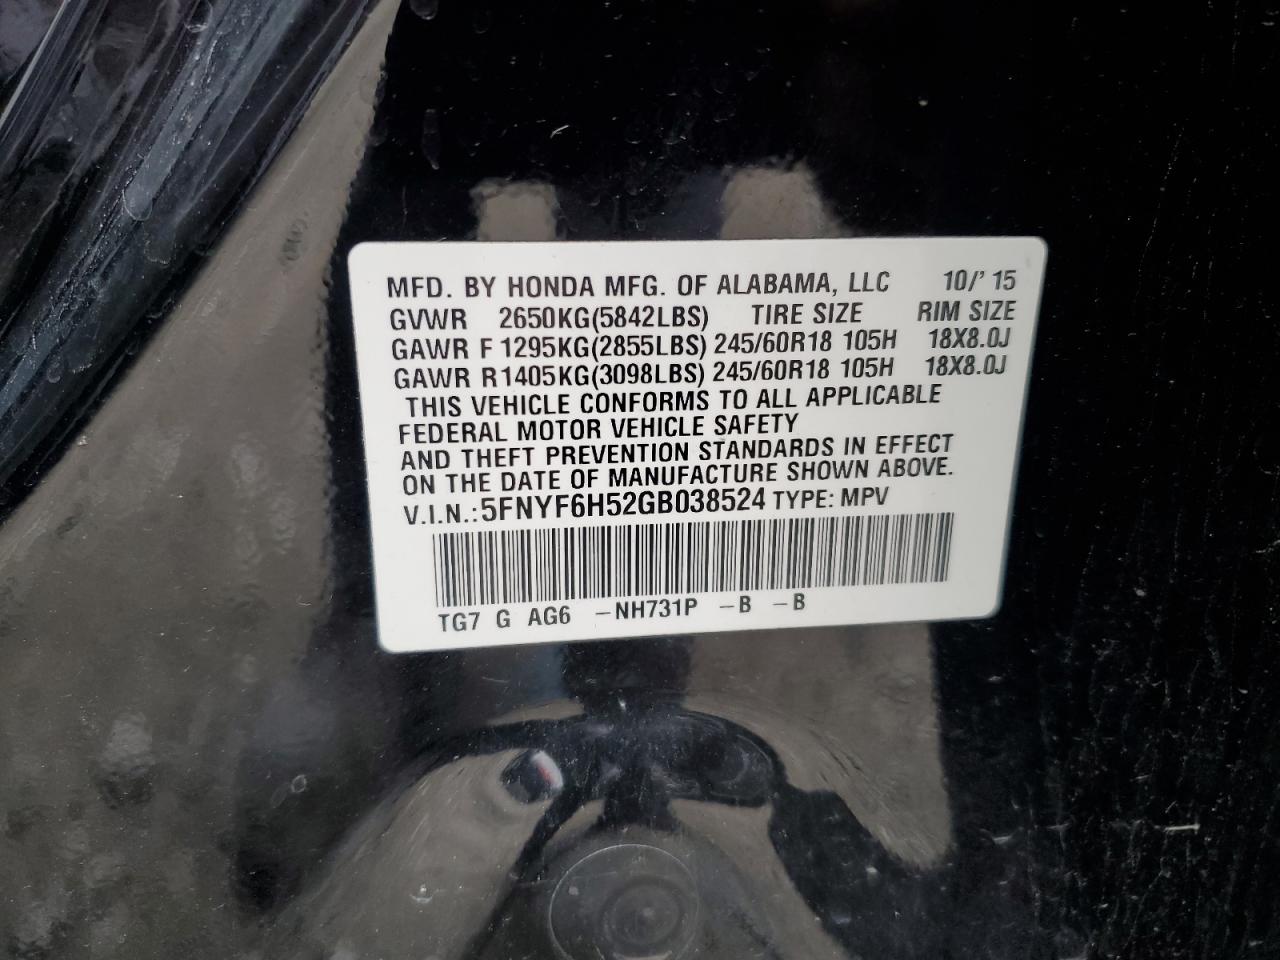 MFD. BY HONDA MFG. OF ALABAMA, LLC 10/'15
GVWR 2650KG(5842LBS) TIRE SIZE RIM SIZE
GAWR F 1295KG(2855LBS) 245/60R18 105H 18X8.0J
GAWR R 1405KG(3098LBS) 245/60R18 105H 18X8.0J
THIS VEHICLE CONFORMS TO ALL APPLICABLE
FEDERAL MOTOR VEHICLE SAFETY
AND THEFT PREVENTION STANDARDS IN EFFECT
ON THE DATE OF MANUFACTURE SHOWN ABOVE.
V.I.N.:5FNYF6H52GB038524 TYPE: MPV
TG7 G AG6 -NH731P -B -B